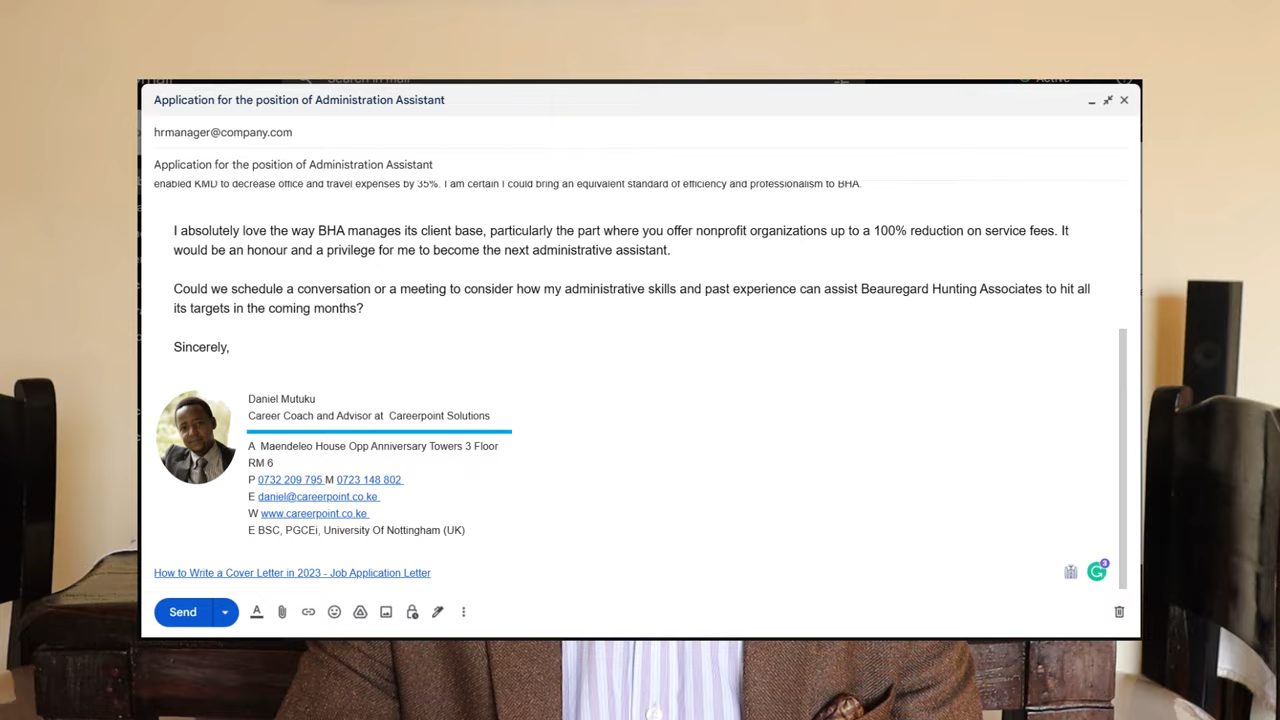 Search in mail
Active
Application for the position of Administration Assistant
hrmanager@company.com
Application for the position of Administration Assistant
enabled KMD to decrease office and travel expenses by 35%. I am certain I could bring an equivalent standard of efficiency and professionalism to BHA.
I absolutely love the way BHA manages its client base, particularly the part where you offer nonprofit organizations up to a 100% reduction on service fees. It
would be an honour and a privilege for me to become the next administrative assistant.
Could we schedule a conversation or a meeting to consider how my administrative skills and past experience can assist Beauregard Hunting Associates to hit all
its targets in the coming months?
Sincerely,
Daniel Mutuku
Career Coach and Advisor at Careerpoint Solutions
A Maendeleo House Opp Anniversary Towers 3 Floor
RM 6
P 0732 209 795 M 0723 148 802
E daniel@careerpoint.co.ke
W www.careerpoint.co.ke
E BSC, PGCEi, University Of Nottingham (UK)
How to Write a Cover Letter in 2023 - Job Application Letter
3
Send